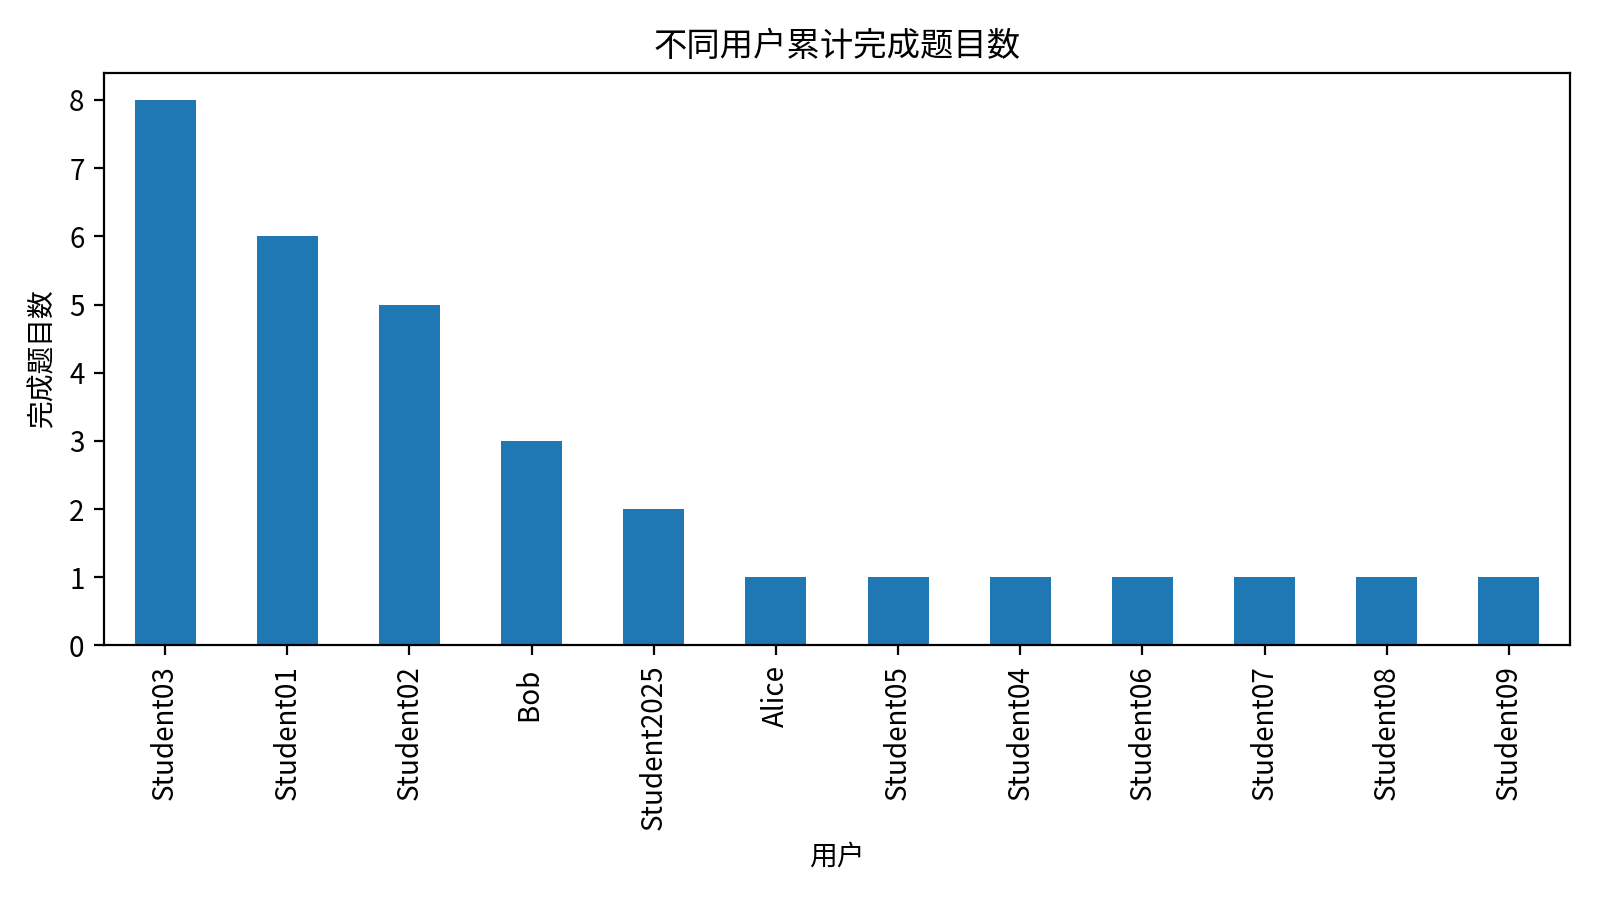 不同用户累计完成题目数
完成题目数
8
7
6
5
4
3
2
1
0
Student03
Student01
Student02
Bob
Student2025
Alice
Student05
Student04
Student06
Student07
Student08
Student09
用户